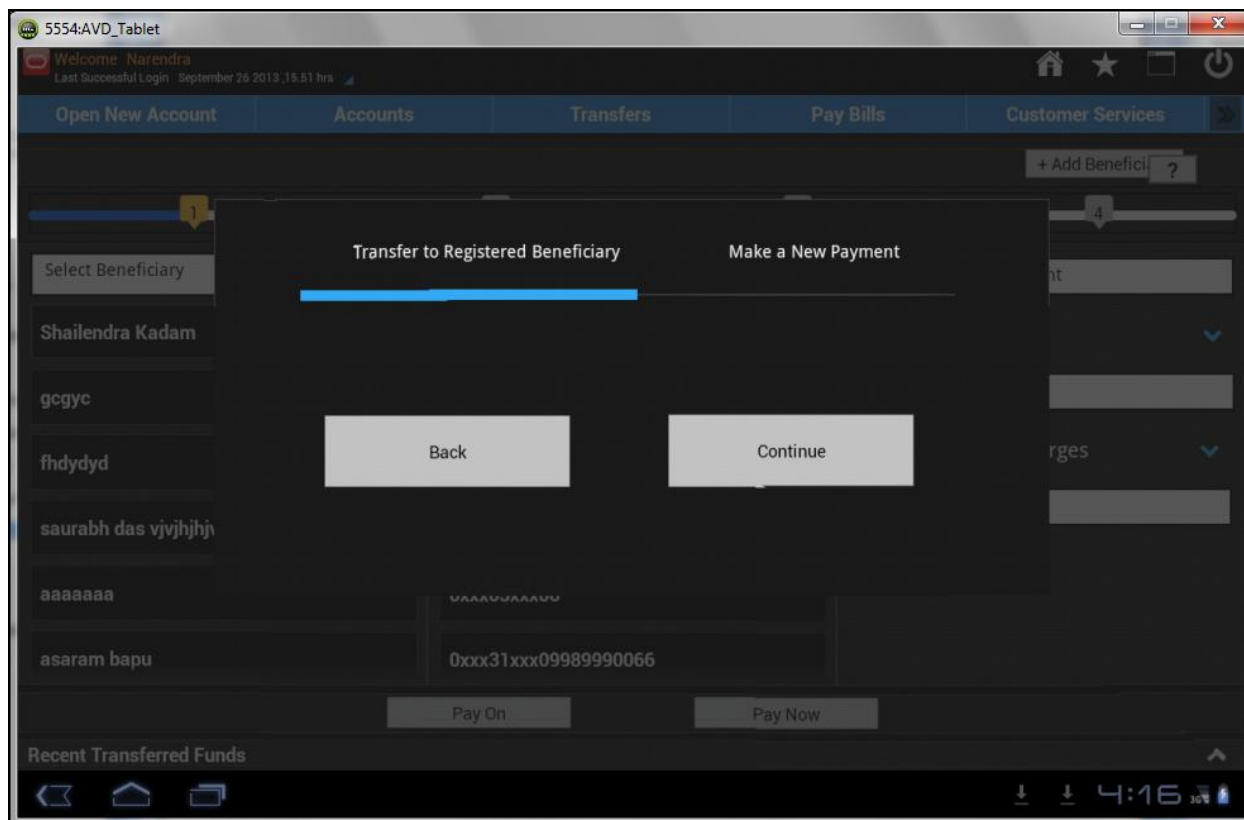 5554:AVD_Tablet
Welcome Narendra
Last Successful Login September 26 2013 ,15.51 hrs
Open New Account Accounts Transfers Pay Bills Customer Services
+ Add Benefici ?
1 4
Transfer to Registered Beneficiary Make a New Payment
Select Beneficiary nt
Shailendra Kadam
gcgyc
Back Continue
fhdydyd rges
saurabh das
aaaaaaa
asaram bapu 0xxx31xxx09989990066
Pay On Pay Now
Recent Transferred Funds
4:16 3G